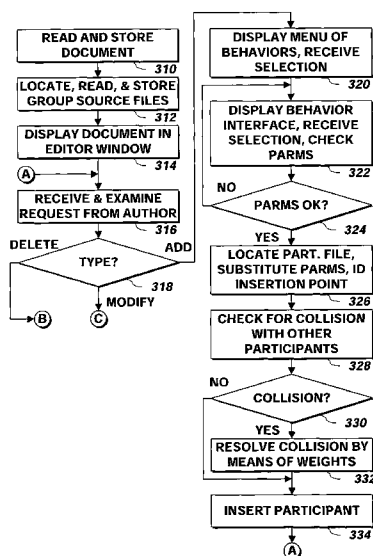 READ AND STORE
DOCUMENT
310
LOCATE, READ, & STORE
GROUP SOURCE FILES
312
DISPLAY DOCUMENT IN
EDITOR WINDOW
314
A
RECEIVE & EXAMINE
REQUEST FROM AUTHOR
316
DELETE
ADD
TYPE?
318
MODIFY
B
C
DISPLAY MENU OF
BEHAVIORS, RECEIVE
SELECTION
320
DISPLAY BEHAVIOR
INTERFACE, RECEIVE
SELECTION, CHECK
PARMS
322
NO
PARMS OK?
324
YES
LOCATE PART. FILE,
SUBSTITUTE PARMS, ID
INSERTION POINT
326
CHECK FOR COLLISION
WITH OTHER
PARTICIPANTS
328
NO
COLLISION?
330
YES
RESOLVE COLLISION BY
MEANS OF WEIGHTS
332
INSERT PARTICIPANT
334
A